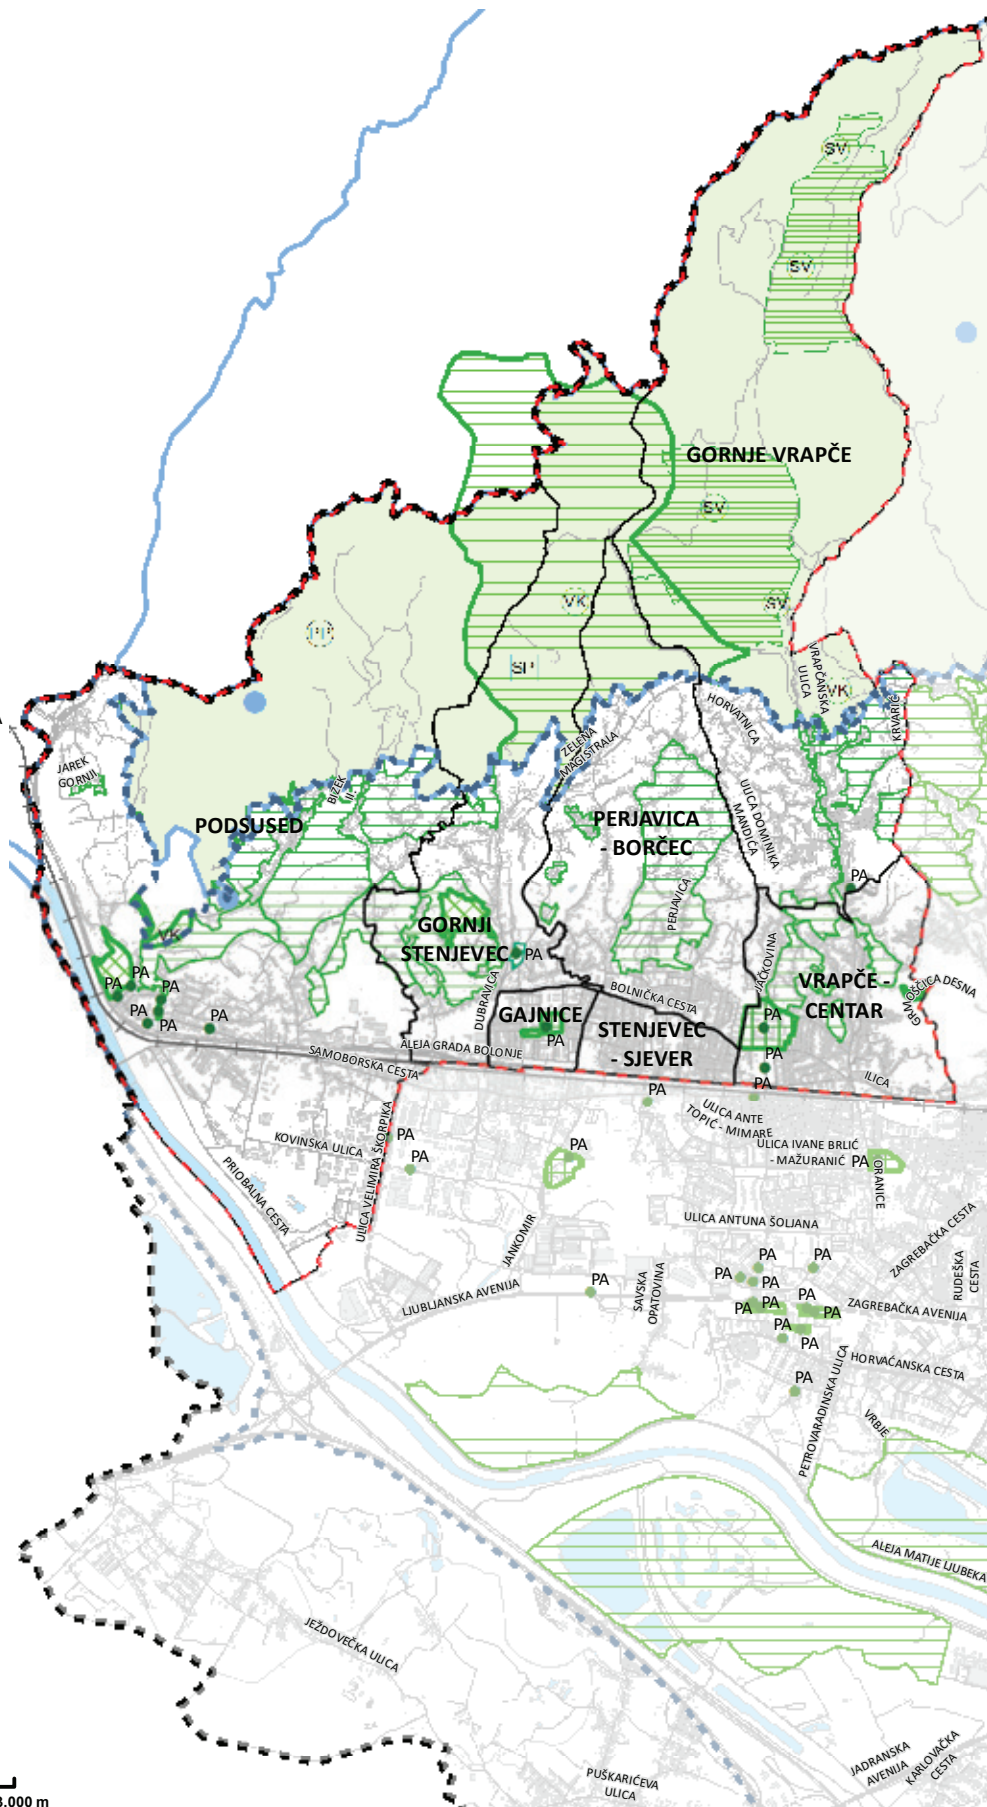 SV
SV
GORNJE VRAPČE
SV
VK
SV
PP
SP
VRAPČANSKA
ULICA
VK
KRVARIĆ
HORVATNICA
ZELENA
MAGISTRALA
JAREK
GORNJI
BIZEK
II.
PODSUSED
PERJAVICA
- BORČEC
ULICA DOMINIKA
MANDIĆA
PA
PERJAVICA
GORNJI
STENJEVEC
VK
PA
JAČKOVINA
VRAPČE -
CENTAR
GRMOŠČICA DESNA
PA
PA
PA
PA
PA
PA
DUBRAVICA
BOLNIČKA CESTA
GAJNICE
PA
STENJEVEC
- SJEVER
PA
ALEJA GRADA BOLONJE
SAMOBORSKA CESTA
ILICA
PA
PA
ULICA ANTE
TOPIĆ - MIMARE
ULICA VELIMIRA ŠKORPIKA
KOVINSKA ULICA
PA
PA
PA
ULICA IVANE BRLIĆ
- MAŽURANIĆ
PA
ORANICE
PRIOBALNA CESTA
JANKOMIR
ULICA ANTUNA ŠOLJANA
ZAGREBAČKA CESTA
RUDEŠKA
CESTA
LJUBLJANSKA AVENIJA
PA
SAVSKA
OPATOVINA
PA
PA
PA
PA
PA
PA
PA
PA
PA
PA
ZAGREBAČKA AVENIJA
HORVAĆANSKA CESTA
PA
PETROVARADINSKA ULICA
VRBJE
ALEJA MATIJE LJUBEKA
JEŽDOVEČKA ULICA
PUŠKARIĆEVA
ULICA
JADRANSKA
AVENIJA
KARLOVAČKA
CESTA
.000 m